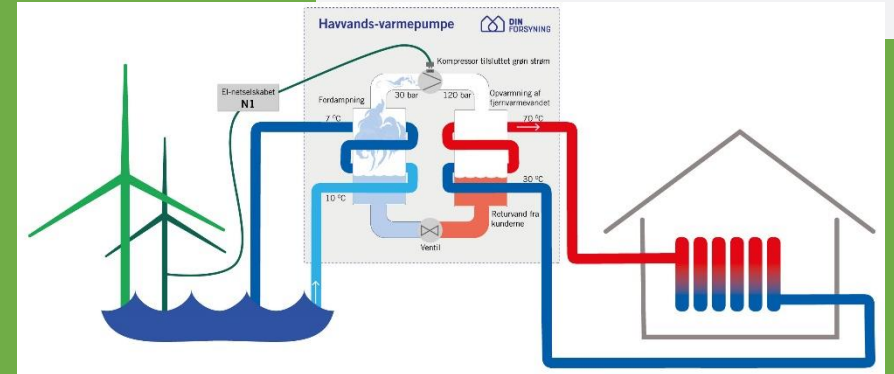 Havvands-varmepumpe
DIN
FORSYNING
Kompressor tilsluttet grøn strøm
El-netselskabet
N1
Fordampning
30 bar
120 bar
Opvarmning af
fjernvarmevandet
7 °C
70 °C
30 °C
10 °C
Returvand fra
kunderne
Ventil